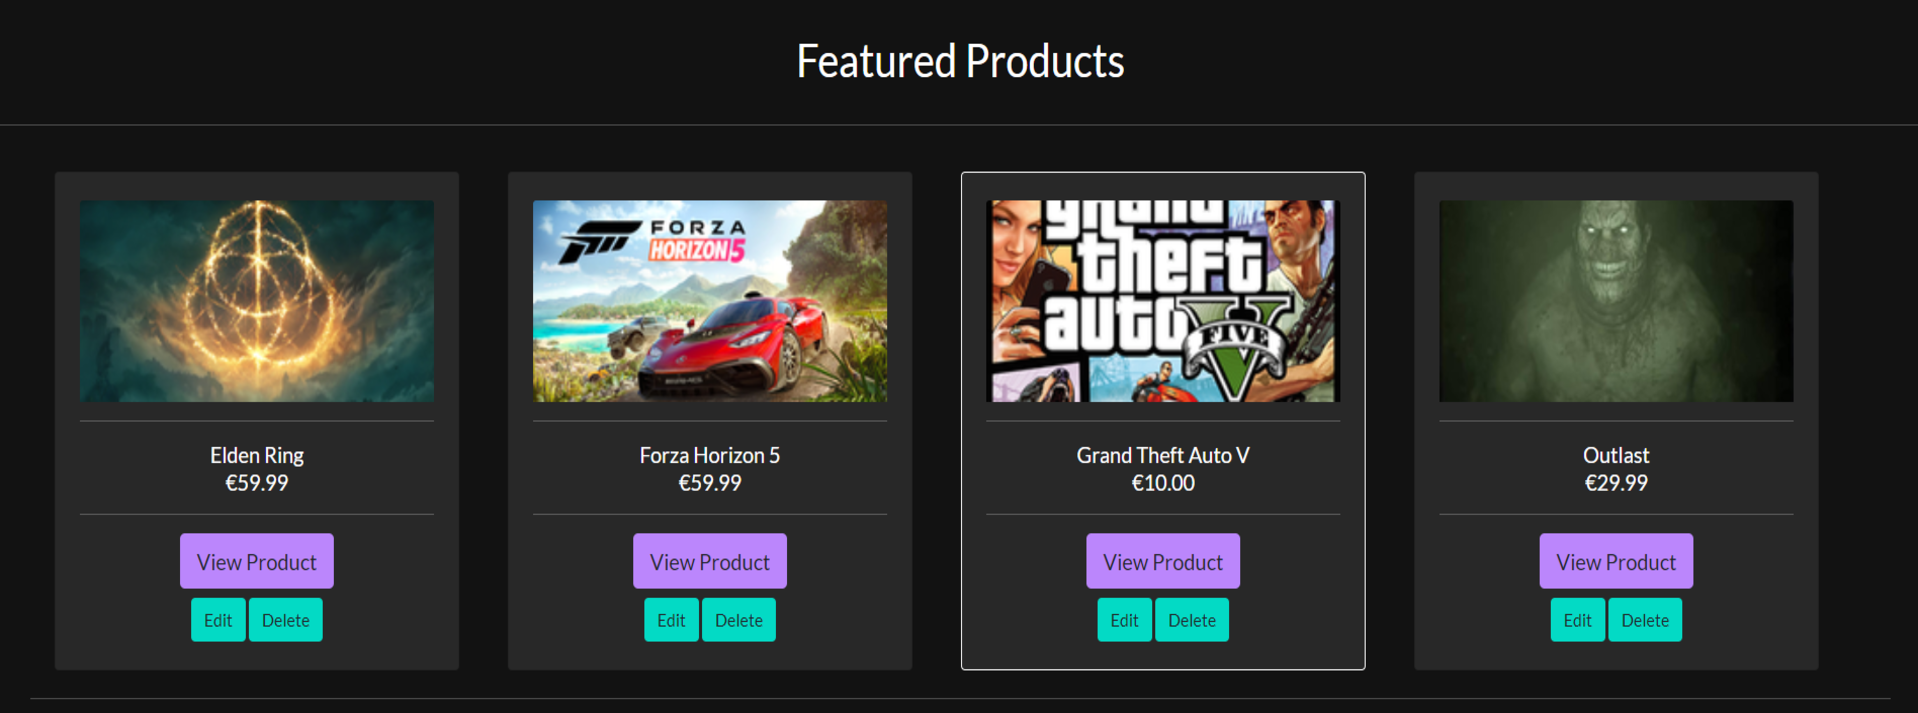 Featured Products
FORZA
HORIZON 5
grand
theft
auto
V
FIVE
Elden Ring
€59.99
Forza Horizon 5
€59.99
Grand Theft Auto V
€10.00
Outlast
€29.99
View Product
View Product
View Product
View Product
Edit Delete
Edit Delete
Edit Delete
Edit Delete